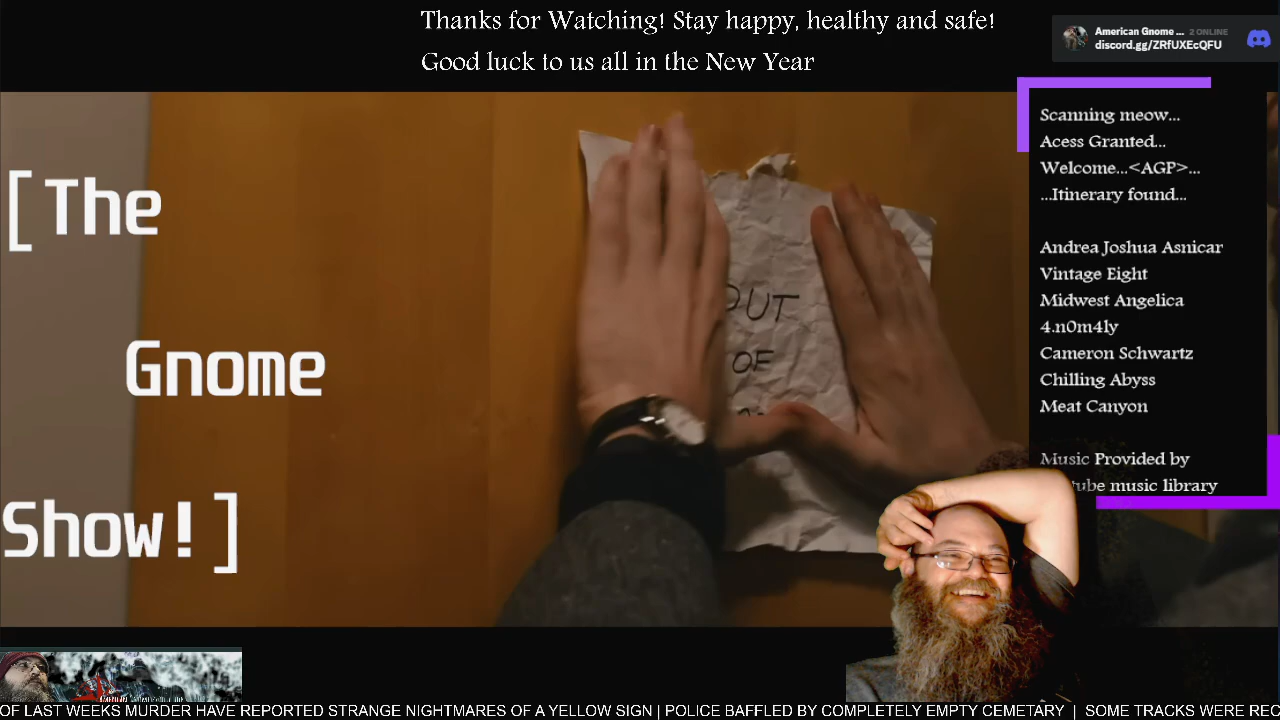 Thanks for Watching! Stay happy, healthy and safe!
Good luck to us all in the New Year
American Gnome ... 2 ONLINE
discord.gg/ZRfUXEcQFU
[The
Gnome
Show!]
OUT
OF
Scanning meow...
Acess Granted...
Welcome...<AGP>...
...Itinerary found...
Andrea Joshua Asnicar
Vintage Eight
Midwest Angelica
4.n0m4ly
Cameron Schwartz
Chilling Abyss
Meat Canyon
Music Provided by
tube music library
OF LAST WEEKS MURDER HAVE REPORTED STRANGE NIGHTMARES OF A YELLOW SIGN | POLICE BAFFLED BY COMPLETELY EMPTY CEMETARY | SOME TRACKS WERE REC